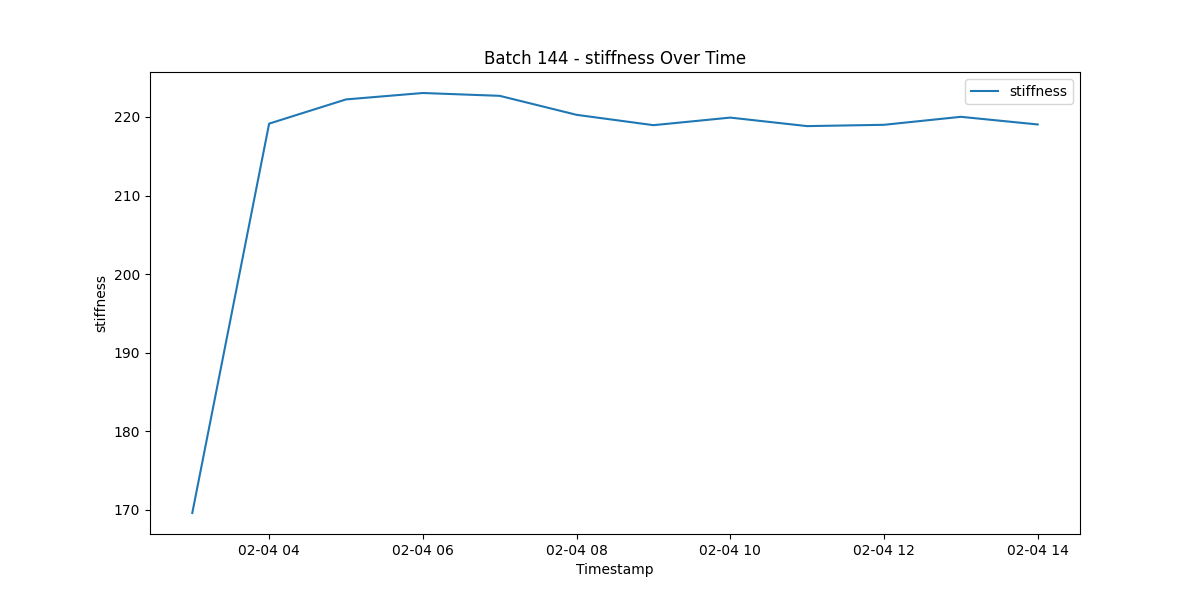 Batch 144 - stiffness Over Time
stiffness
220
210
200
190
180
170
stiffness
02-04 04 02-04 06 02-04 08 02-04 10 02-04 12 02-04 14
Timestamp